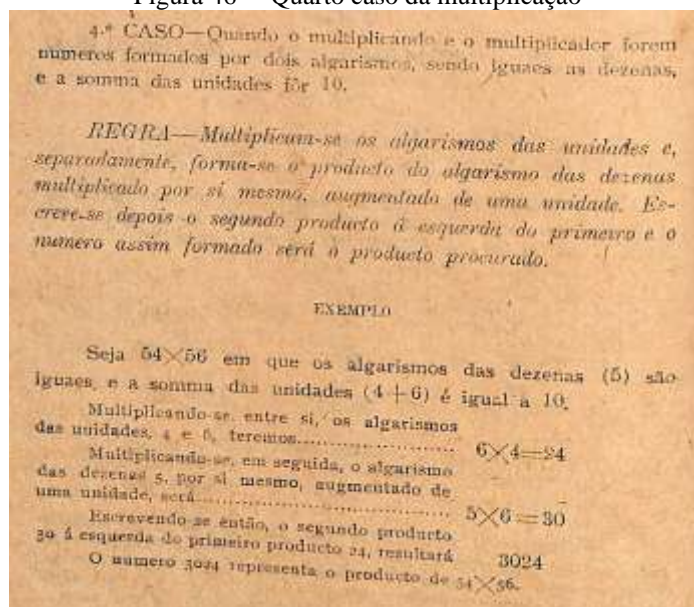 Figura 46 – Quarto caso da multiplicação
4.º CASO—Quando o multiplicando e o multiplicador forem
numeros formados por dois algarismos, sendo iguaes as dezenas,
e a somma das unidades fôr 10.
REGRA—Multiplicam-se os algarismos das unidades e,
separadamente, forma-se o producto do algarismo das dezenas
multiplicado por si mesmo, augmentado de uma unidade. Es-
creve-se depois o segundo producto á esquerda do primeiro e o
numero assim formado será o producto procurado.
EXEMPLO
Seja 54×56 em que os algarismos das dezenas (5) são
iguaes, e a somma das unidades (4+6) é igual a 10.
Multiplicando-se, entre si, os algarismos
das unidades, 4 e 6, teremos.................... 6×4=24
Multiplicando-se, em seguida, o algarismo
das dezenas 5, por si mesmo, augmentado de
uma unidade, será.................... 5×6=30
Escrevendo-se então, o segundo producto
30 á esquerda do primeiro producto 24, resultará 3024
O numero 3024 representa o producto de 54×56.